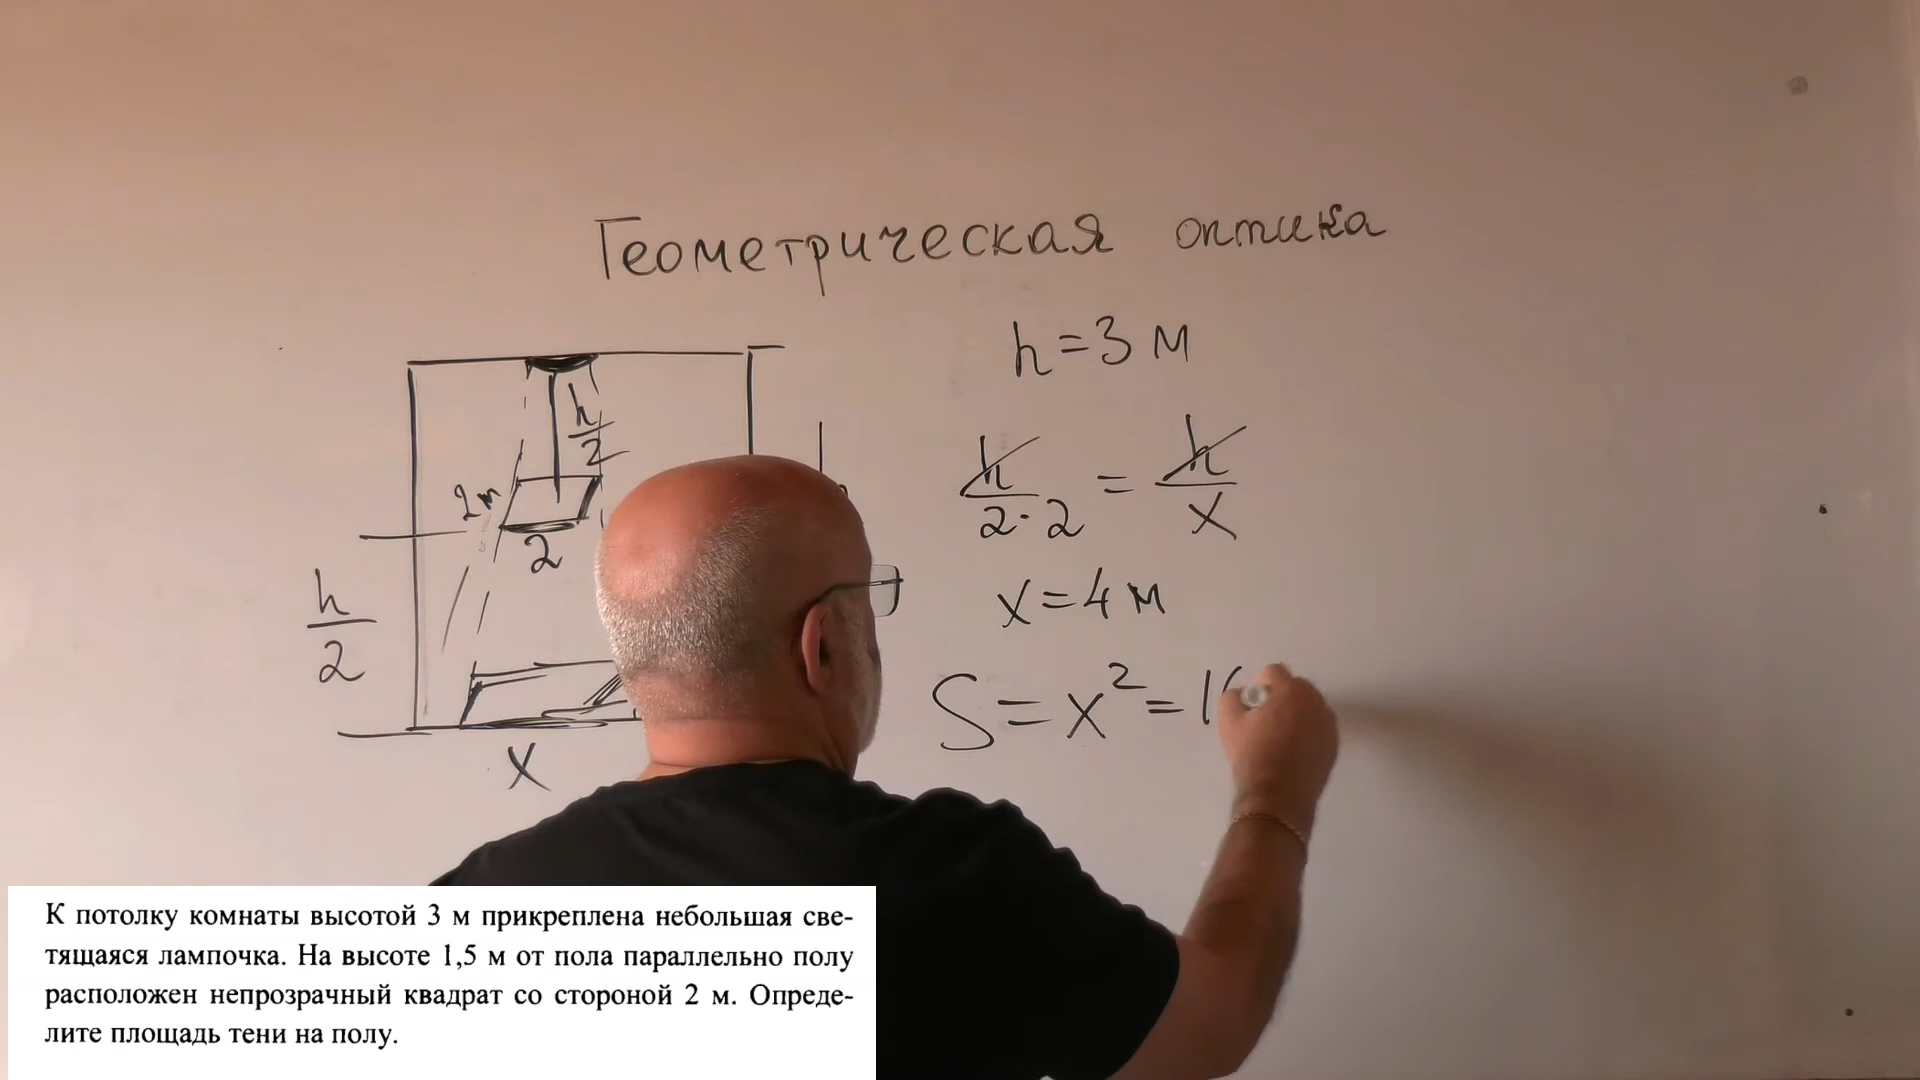 Геометрическая оптика
h = 3 м
h/2
2 м
2
h/2
x
h/2·2 = h/x
x = 4 м
S = x² = 16
К потолку комнаты высотой 3 м прикреплена небольшая све-
тящаяся лампочка. На высоте 1,5 м от пола параллельно полу
расположен непрозрачный квадрат со стороной 2 м. Опреде-
лите площадь тени на полу.